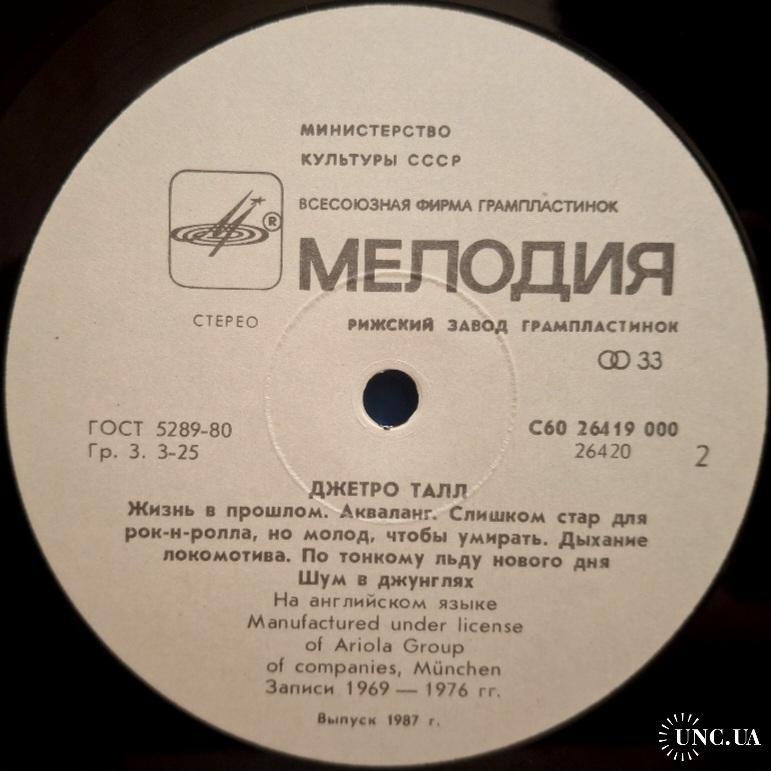 МИНИСТЕРСТВО
КУЛЬТУРЫ СССР
ВСЕСОЮЗНАЯ ФИРМА ГРАМПЛАСТИНОК
®
МЕЛОДИЯ
СТЕРЕО
РИЖСКИЙ ЗАВОД ГРАМПЛАСТИНОК
33
ГОСТ 5289-80
Гр. 3. 3-25
С60 26419 000
26420
2
ДЖЕТРО ТАЛЛ
Жизнь в прошлом. Акваланг. Слишком стар для
рок-н-ролла, но молод, чтобы умирать. Дыхание
локомотива. По тонкому льду нового дня
Шум в джунглях
На английском языке
Manufactured under license
of Ariola Group
of companies, München
Записи 1969 — 1976 гг.
Выпуск 1987 г.
UNC.UA